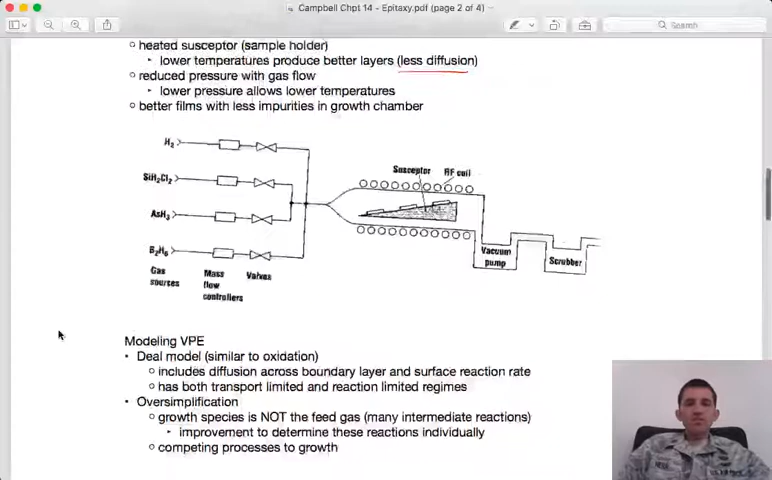 Campbell Chpt 14 - Epitaxy.pdf (page 2 of 4)
Search
heated susceptor (sample holder)
lower temperatures produce better layers (less diffusion)
reduced pressure with gas flow
lower pressure allows lower temperatures
better films with less impurities in growth chamber
H2
SiH2Cl2
AsH3
B2H6
Gas sources
Mass flow controllers
Valves
Susceptor
RF coil
Vacuum pump
Scrubber
Modeling VPE
• Deal model (similar to oxidation)
includes diffusion across boundary layer and surface reaction rate
has both transport limited and reaction limited regimes
• Oversimplification
growth species is NOT the feed gas (many intermediate reactions)
improvement to determine these reactions individually
competing processes to growth